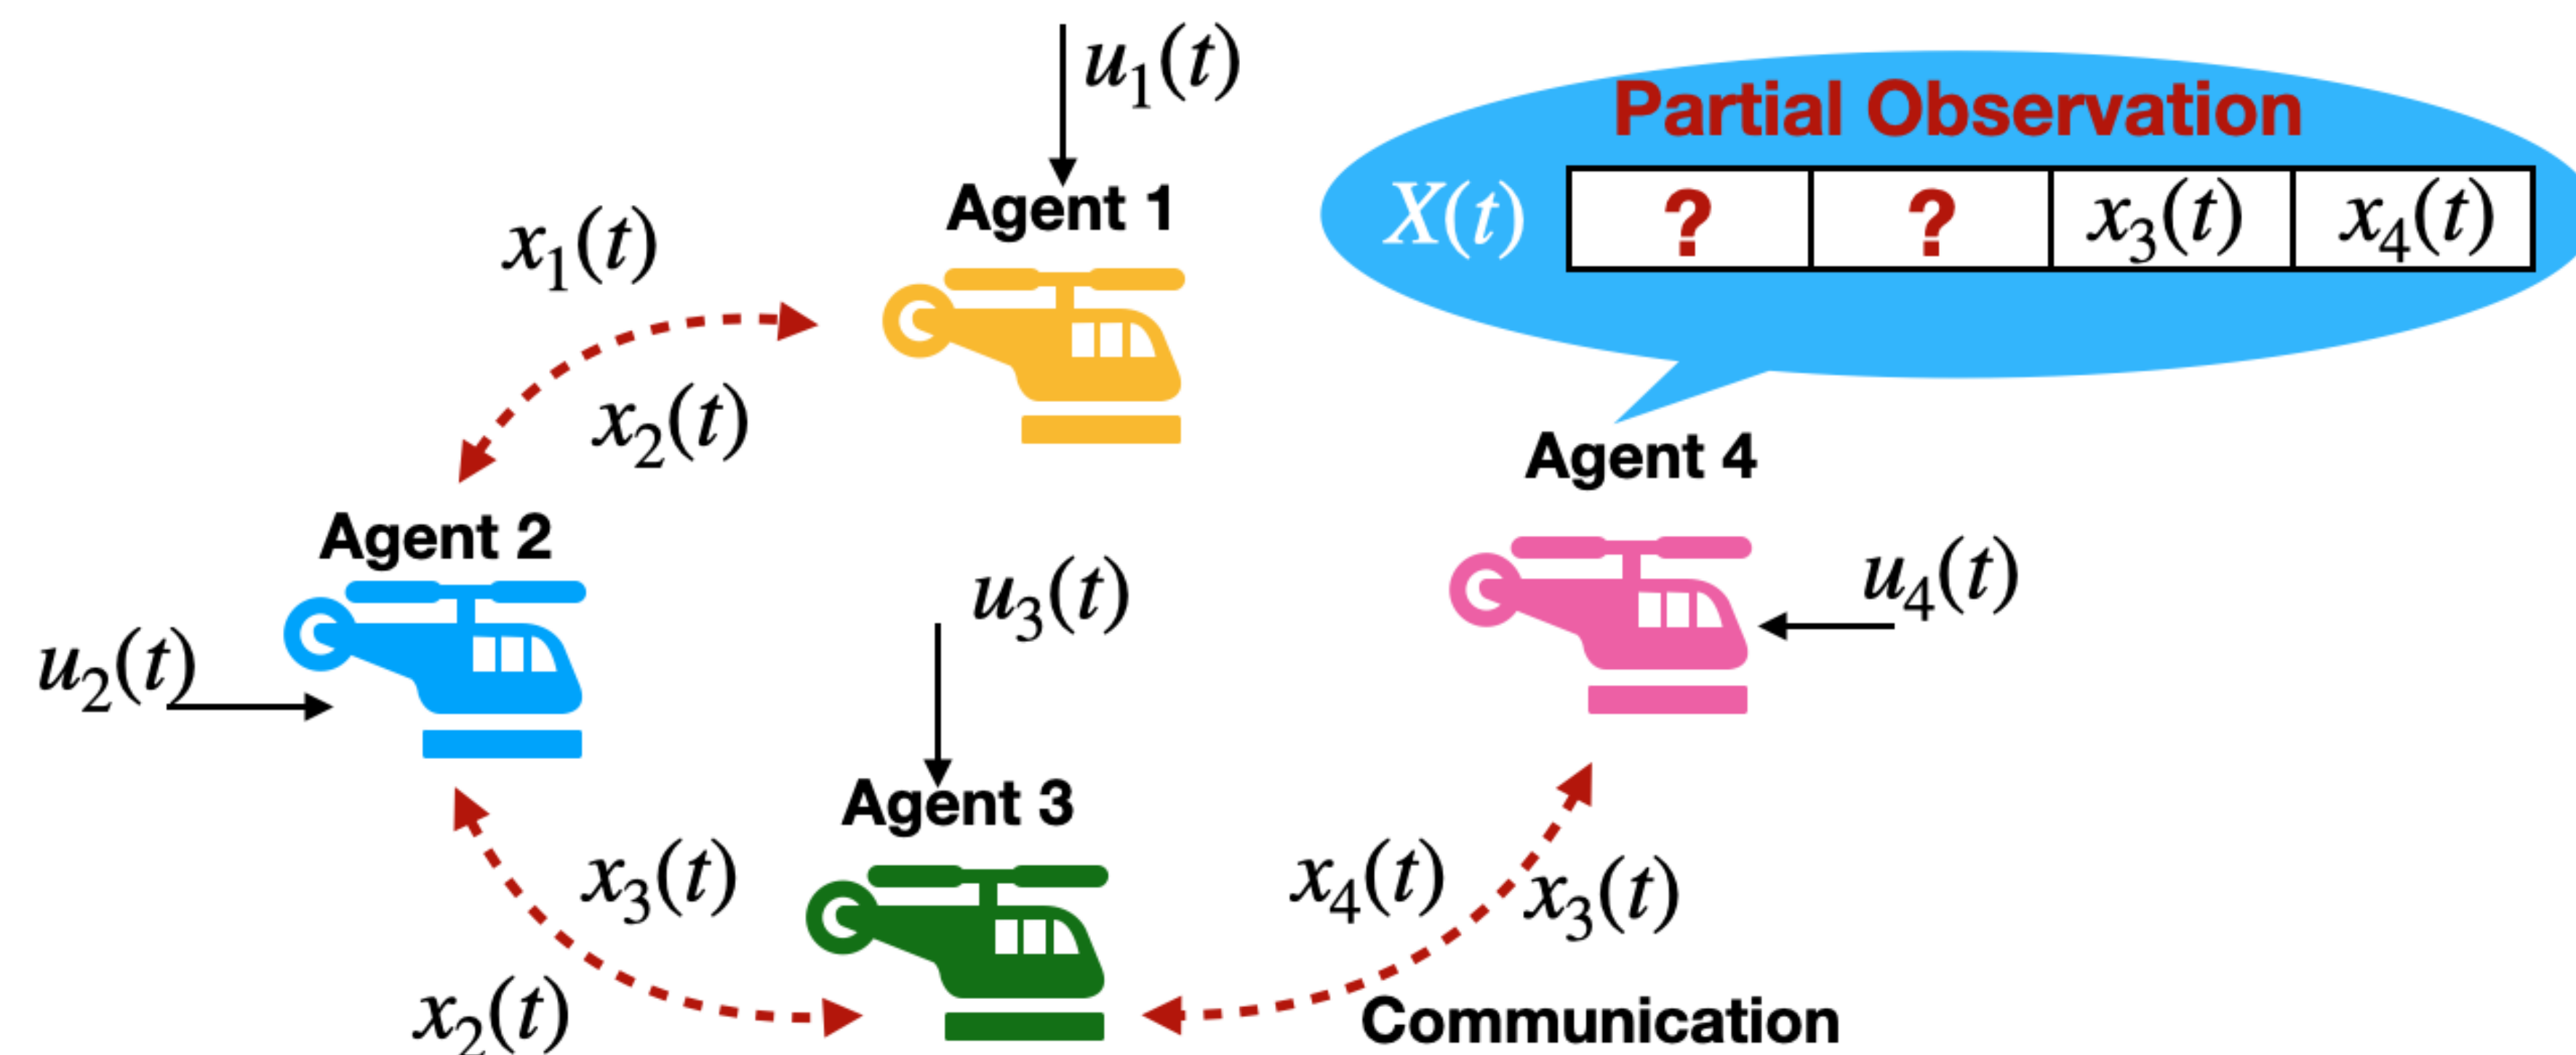 u₁(t)
Partial Observation
X(t) ? ? x₃(t) x₄(t)
Agent 1
x₁(t)
x₂(t)
Agent 4
Agent 2
u₃(t)
u₄(t)
u₂(t)
Agent 3
x₃(t)
x₄(t)
x₃(t)
x₂(t)
Communication